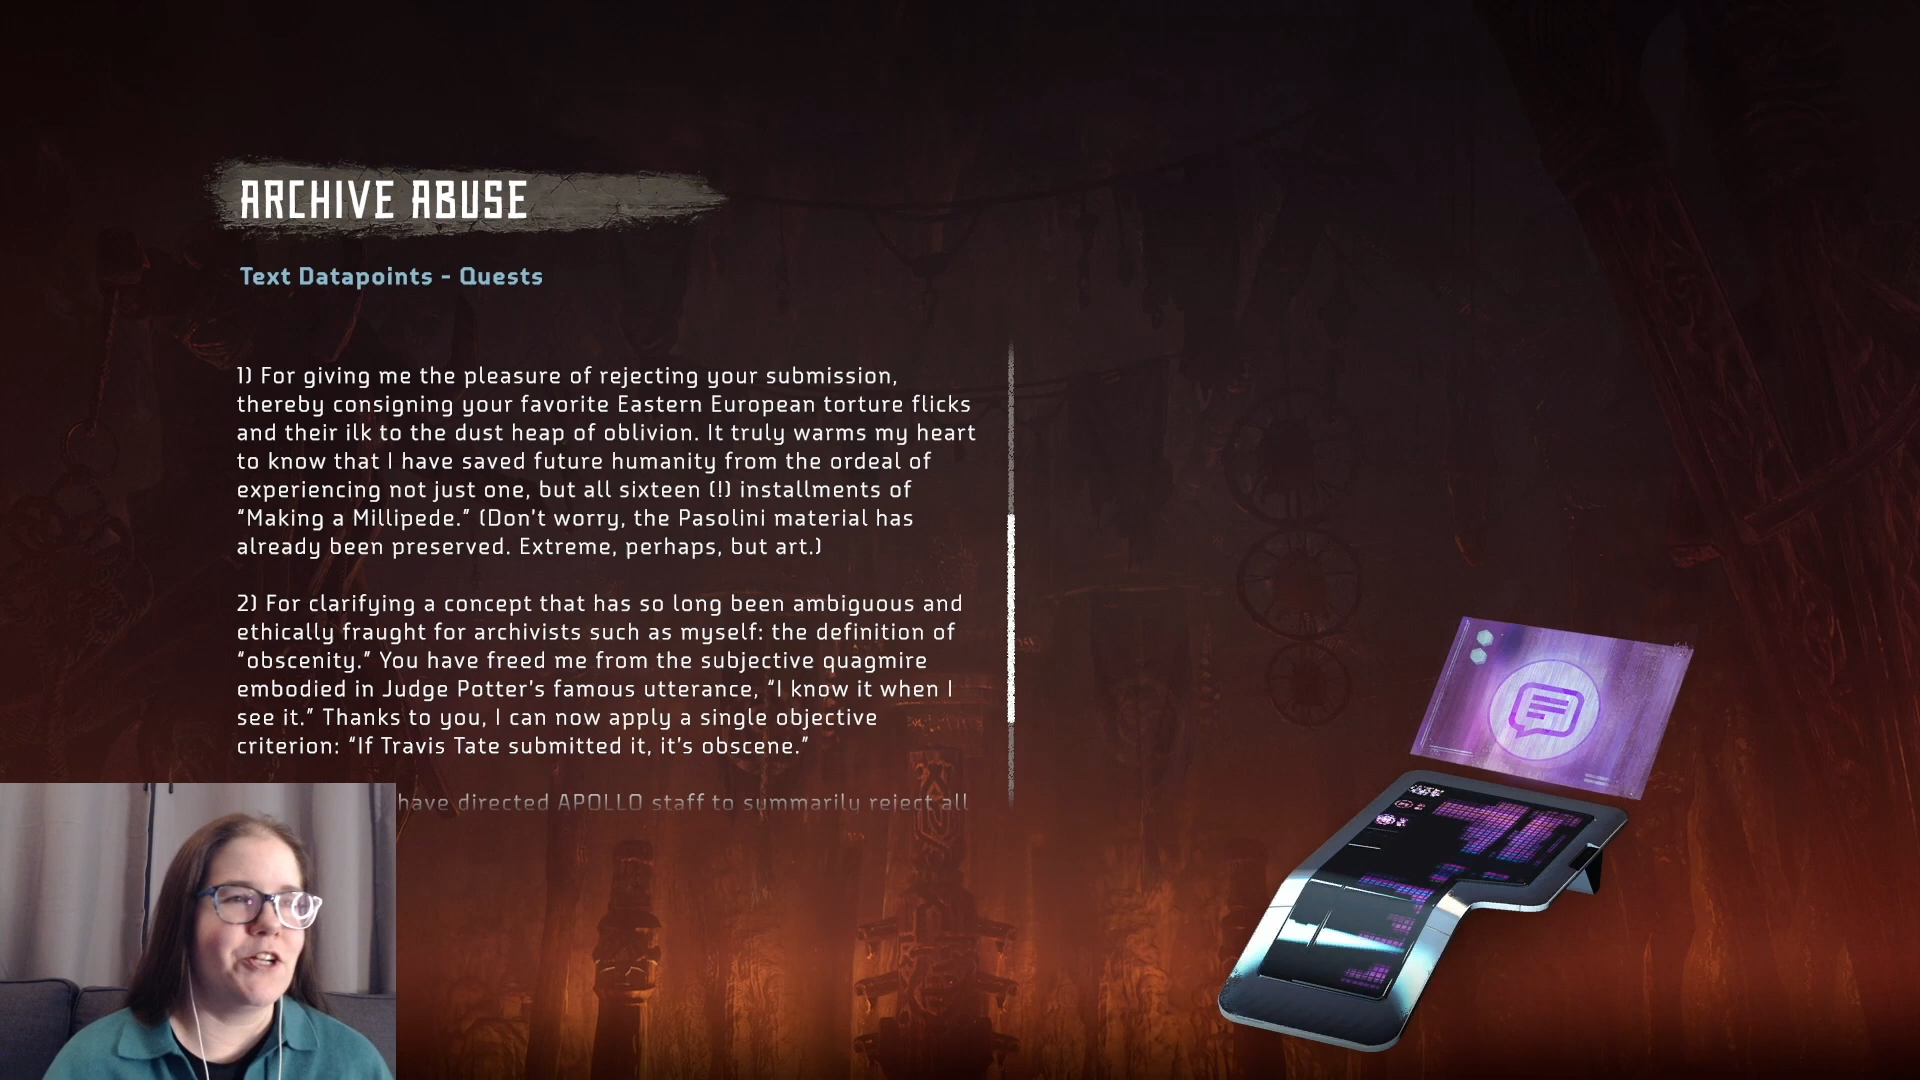 ARCHIVE ABUSE
Text Datapoints - Quests
1) For giving me the pleasure of rejecting your submission,
thereby consigning your favorite Eastern European torture flicks
and their ilk to the dust heap of oblivion. It truly warms my heart
to know that I have saved future humanity from the ordeal of
experiencing not just one, but all sixteen (!) installments of
“Making a Millipede.” (Don't worry, the Pasolini material has
already been preserved. Extreme, perhaps, but art.)
2) For clarifying a concept that has so long been ambiguous and
ethically fraught for archivists such as myself: the definition of
“obscenity.” You have freed me from the subjective quagmire
embodied in Judge Potter's famous utterance, “I know it when I
see it.” Thanks to you, I can now apply a single objective
criterion: “If Travis Tate submitted it, it's obscene.”
have directed APOLLO staff to summarily reject all